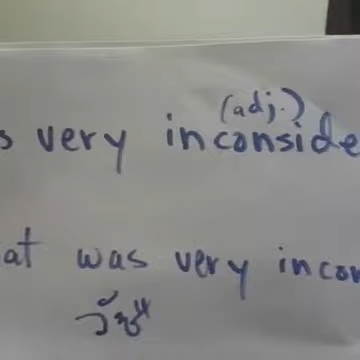 (adj.)
s very inconside
at was very incon